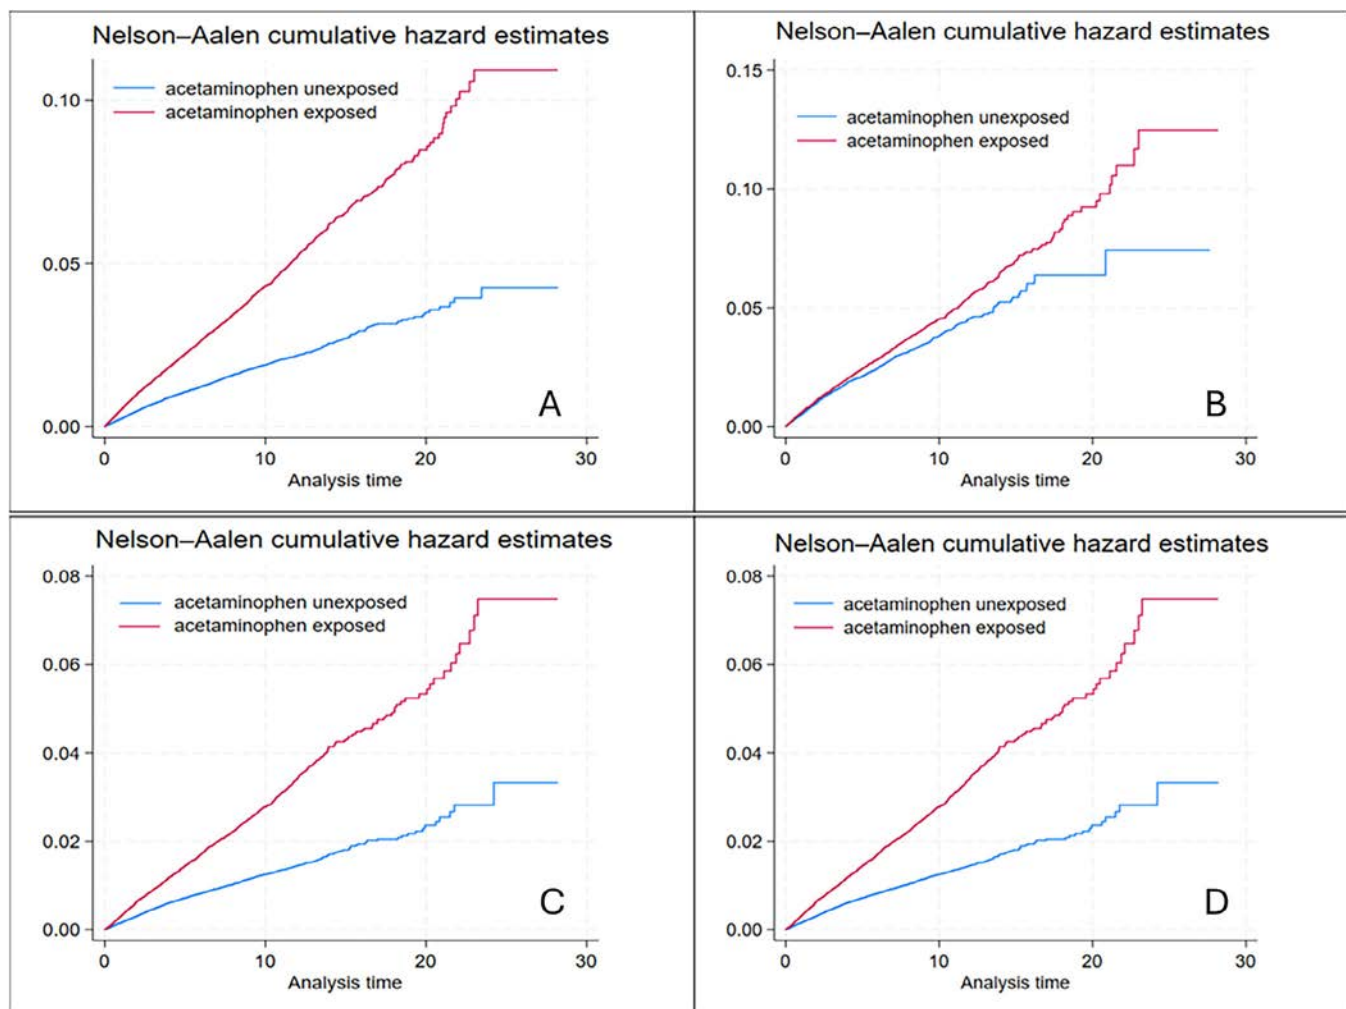 Nelson–Aalen cumulative hazard estimates
acetaminophen unexposed
acetaminophen exposed
0.10
0.05
0.00
0 10 20 30
Analysis time
A
Nelson–Aalen cumulative hazard estimates
0.15
acetaminophen unexposed
acetaminophen exposed
0.10
0.05
0.00
0 10 20 30
Analysis time
B
Nelson–Aalen cumulative hazard estimates
0.08
acetaminophen unexposed
acetaminophen exposed
0.06
0.04
0.02
0.00
0 10 20 30
Analysis time
C
Nelson–Aalen cumulative hazard estimates
0.08
acetaminophen unexposed
acetaminophen exposed
0.06
0.04
0.02
0.00
0 10 20 30
Analysis time
D